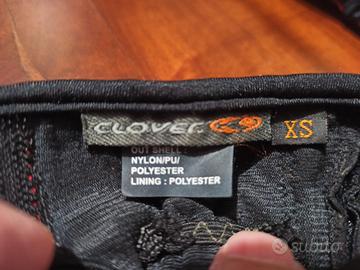 CLOVER
XS
OUT SHELL :
NYLON/PU/
POLYESTER
LINING : POLYESTER
subito